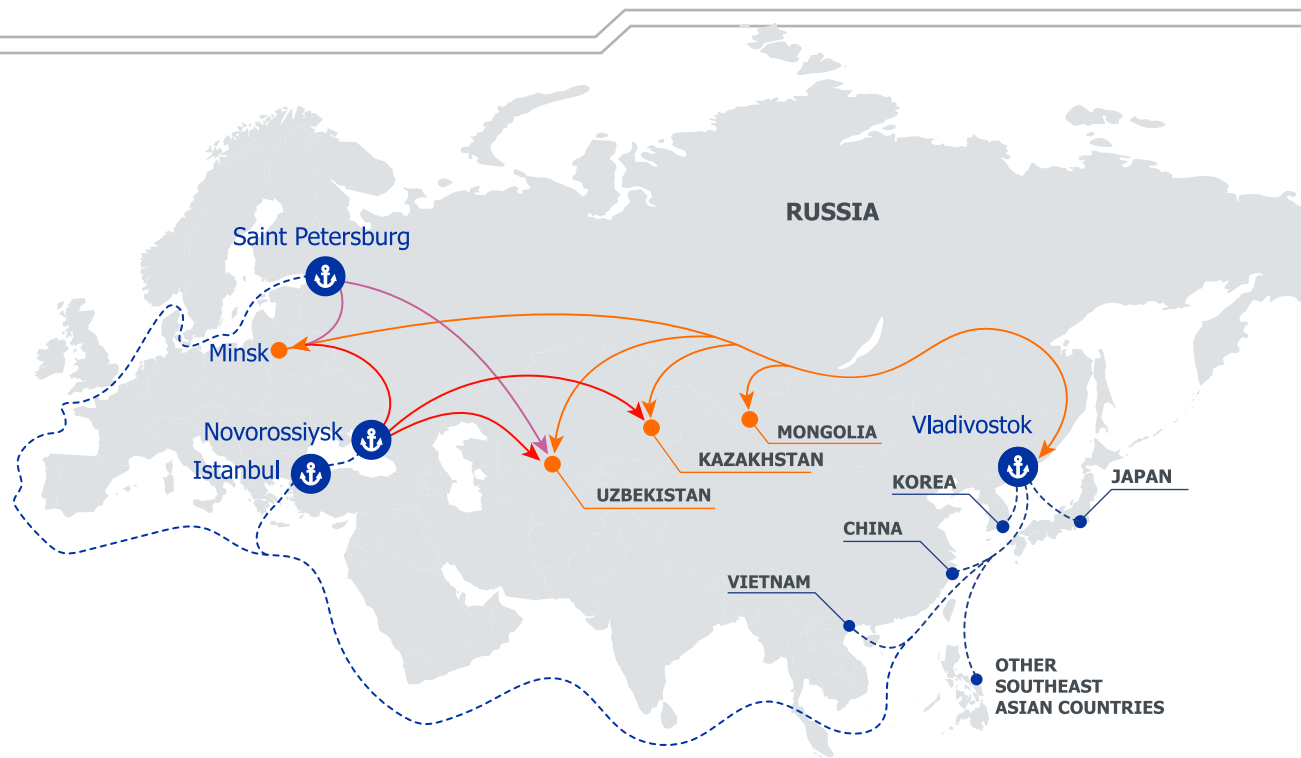 RUSSIA
Saint Petersburg
Minsk
Novorossiysk
Istanbul
Vladivostok
MONGOLIA
KAZAKHSTAN
UZBEKISTAN
KOREA
JAPAN
CHINA
VIETNAM
OTHER
SOUTHEAST
ASIAN COUNTRIES